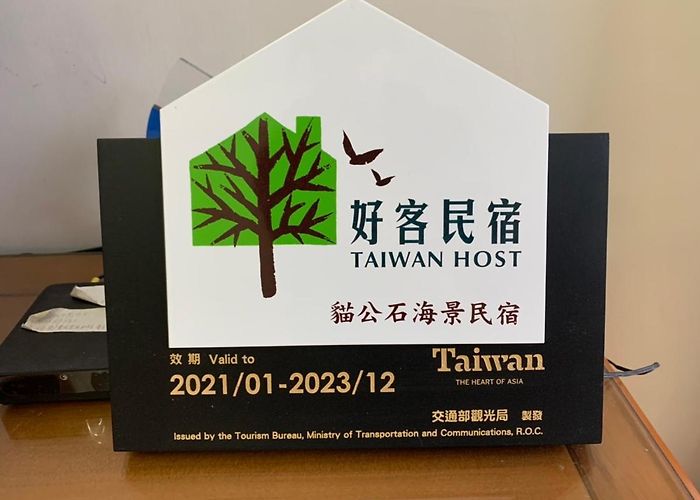 好客民宿
TAIWAN HOST
貓公石海景民宿
效期 Valid to
2021/01-2023/12
Taiwan
THE HEART OF ASIA
交通部觀光局 製發
Issued by the Tourism Bureau, Ministry of Transportation and Communications, R.O.C.